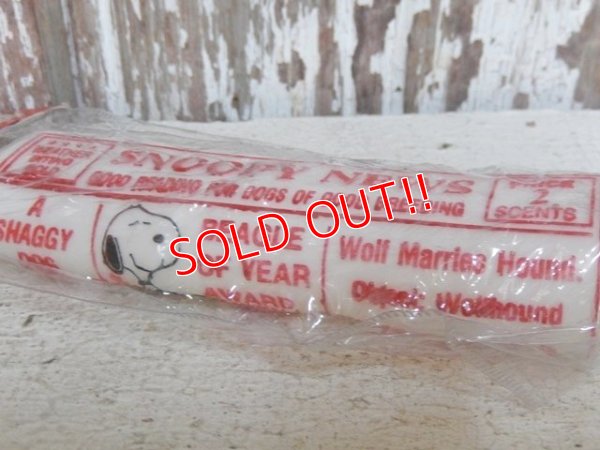 SNOOPY NEWS
GOOD READING FOR DOGS OF GOOD BREEDING
2
SCENTS
A
SHAGGY
DOG
BEAGLE
OF YEAR
AWARD
Wolf Marries Hound.
Wolfhound
SOLD OUT!!